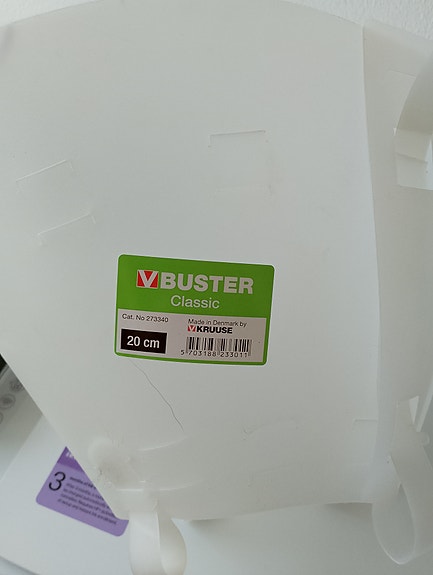 BUSTER
Classic
Cat. No 273340
Made in Denmark by
KRUUSE
20 cm
5 703188 233011
3